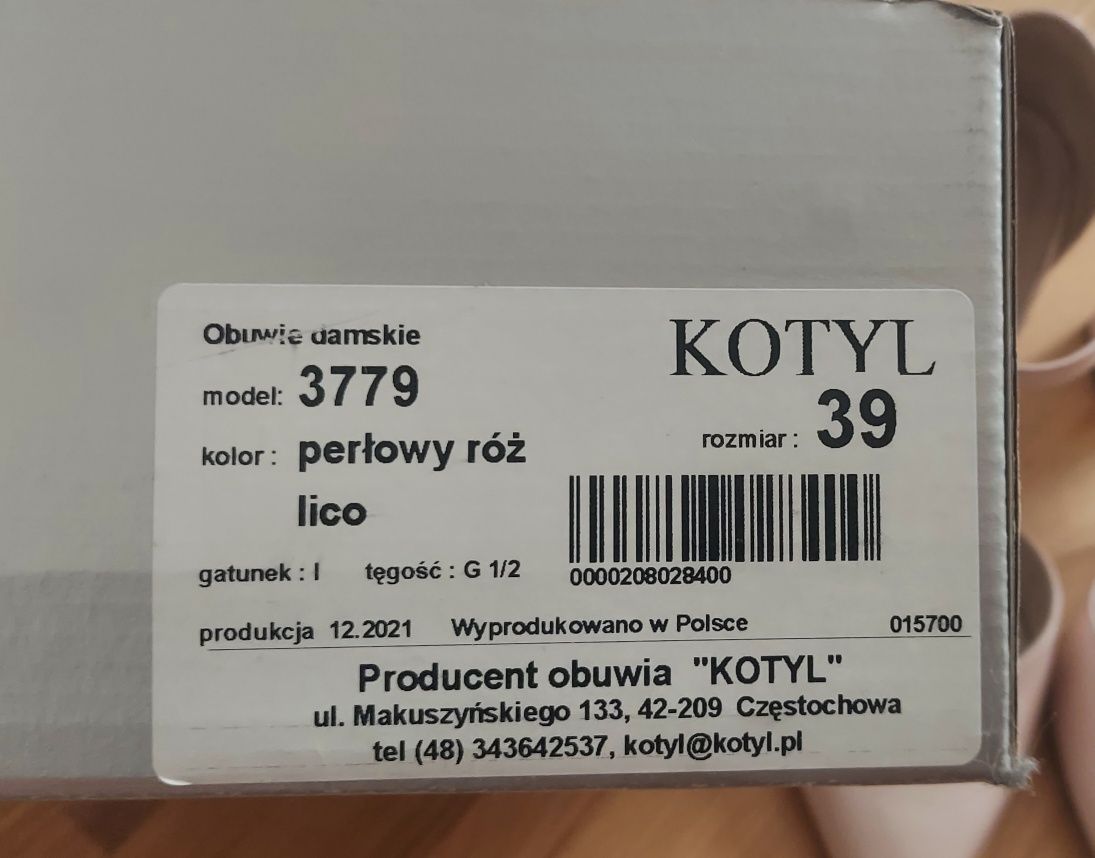 Obuwie damskie
KOTYL
model: 3779
rozmiar : 39
kolor : perłowy róż
lico
0000208028400
gatunek : I tęgość : G 1/2
produkcja 12.2021 Wyprodukowano w Polsce 015700
Producent obuwia "KOTYL"
ul. Makuszyńskiego 133, 42-209 Częstochowa
tel (48) 343642537, kotyl@kotyl.pl